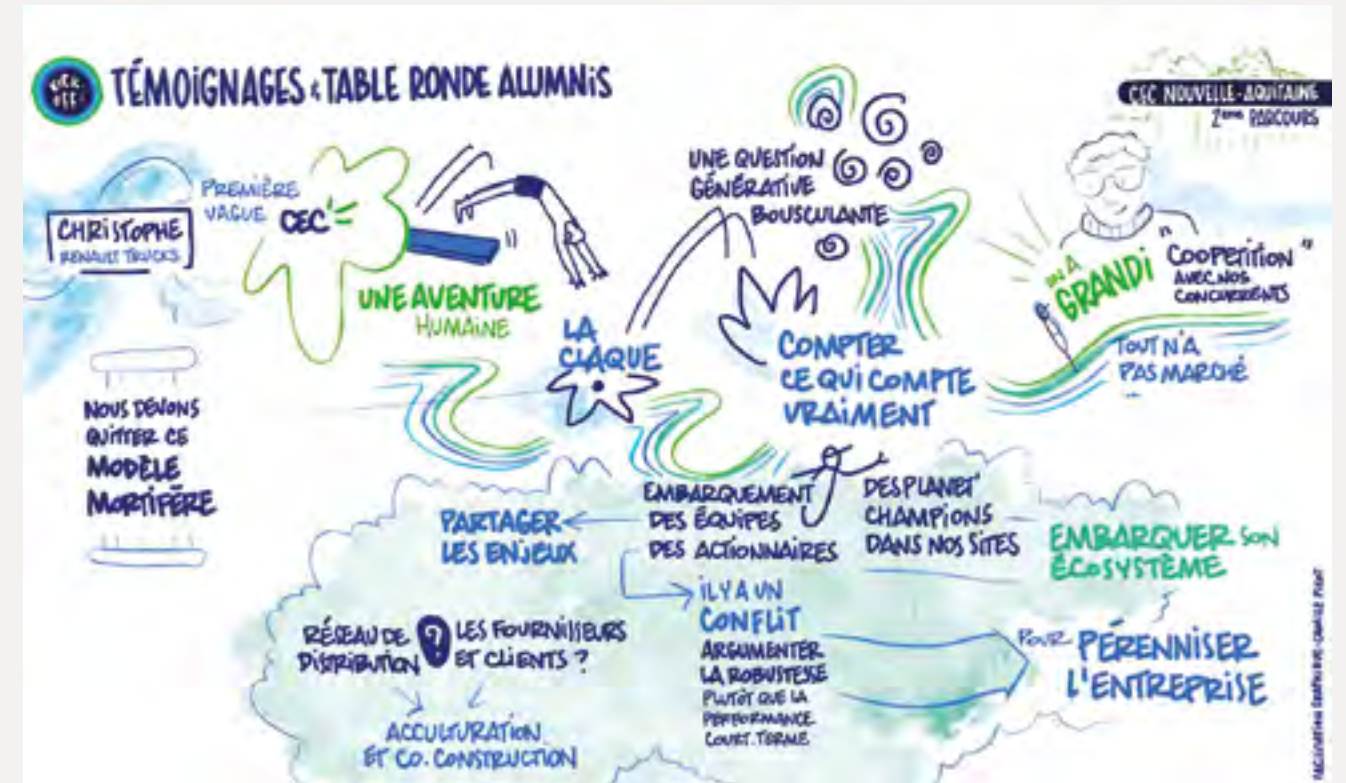 KICK
OFF
TÉMOIGNAGES & TABLE RONDE ALUMNIS
CEC NOUVELLE-AQUITAINE
2ème PARCOURS
CHRISTOPHE
RENAULT TRUCKS
PREMIÈRE
VAGUE
CEC
UNE AVENTURE
HUMAINE
LA
CLAQUE
UNE QUESTION
GÉNÉRATIVE
BOUSCULANTE
COMPTER
CE QUI COMPTE
VRAIMENT
ON A
GRANDI
"COOPETITION"
AVEC NOS
CONCURRENTS
TOUT N'A
PAS MARCHÉ
...
NOUS DEVONS
QUITTER CE
MODÈLE
MORTIFÈRE
PARTAGER
LES ENJEUX
EMBARQUEMENT
DES ÉQUIPES
DES ACTIONNAIRES
DES PLANET'
CHAMPIONS
DANS NOS SITES
EMBARQUER SON
ÉCOSYSTÈME
IL Y A UN
CONFLIT
ARGUMENTER
LA ROBUSTESSE
PLUTÔT QUE LA
PERFORMANCE
COURT.TERME
POUR PÉRENNISER
L'ENTREPRISE
RÉSEAU DE
DISTRIBUTION
?
LES FOURNISSEURS
ET CLIENTS ?
ACCULTURATION
ET CO.CONSTRUCTION
FACILITATION GRAPHIQUE